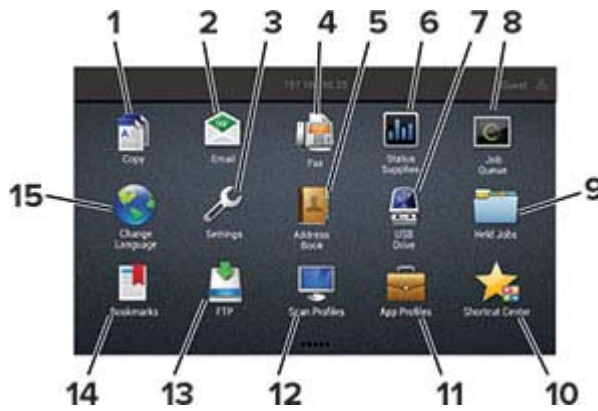 1 2 3 4 5 6 7 8
Guest
Copy Email Fax Status Supplies Job Queue
15 9
Change Language Settings Address Book USB Drive Held Jobs
Bookmarks FTP Scan Profiles App Profiles Shortcut Center
14 13 12 11 10